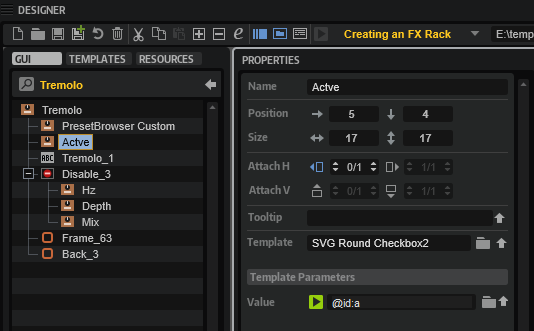 DESIGNER
Creating an FX Rack
E:\temp
GUI TEMPLATES RESOURCES
Tremolo
Tremolo
PresetBrowser Custom
Actve
ABC Tremolo_1
Disable_3
Hz
Depth
Mix
Frame_63
Back_3
PROPERTIES
Name Actve
Position 5 4
Size 17 17
Attach H 0/1 1/1
Attach V 0/1 1/1
Tooltip
Template SVG Round Checkbox2
Template Parameters
Value @id:a